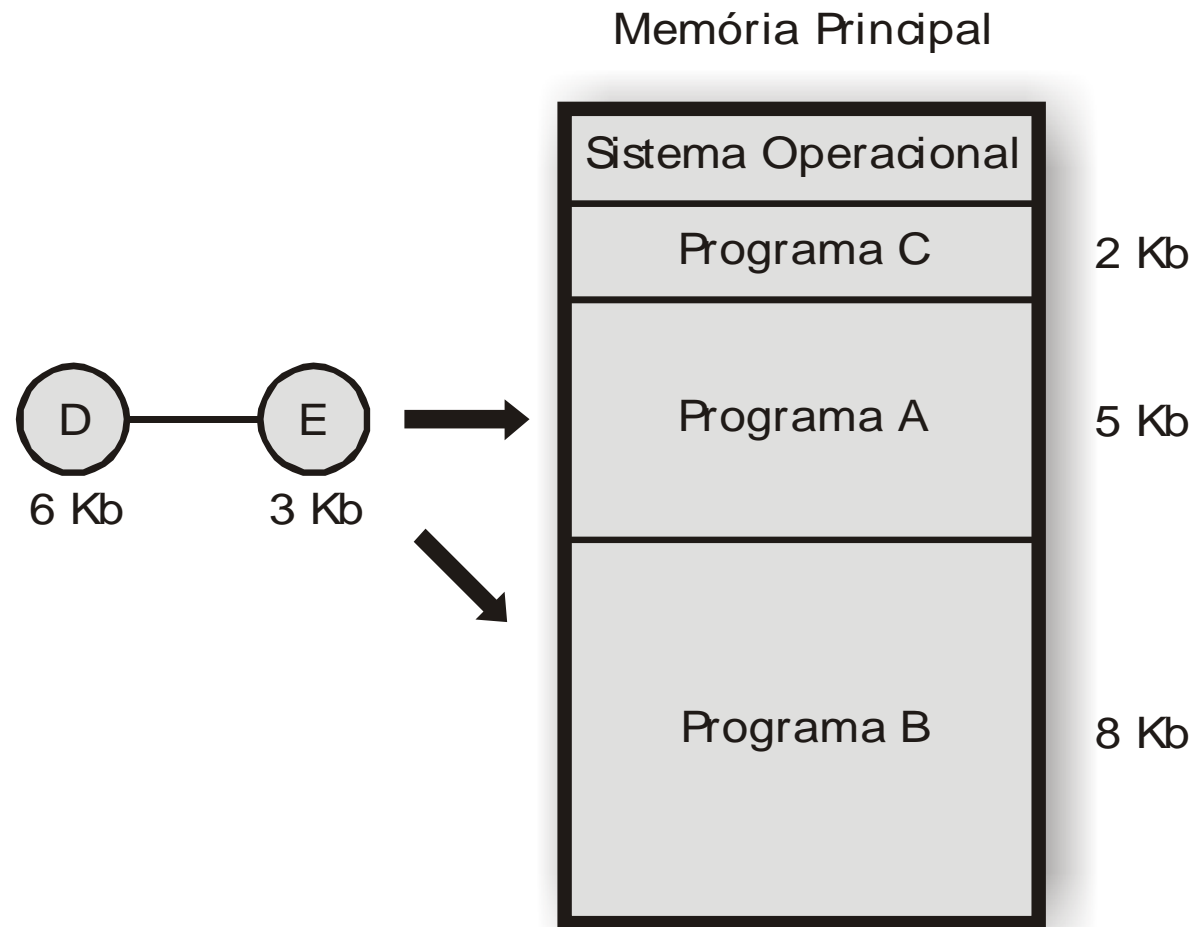 Memória Principal
Sistema Operacional
Programa C
2 Kb
D
E
Programa A
5 Kb
6 Kb
3 Kb
Programa B
8 Kb